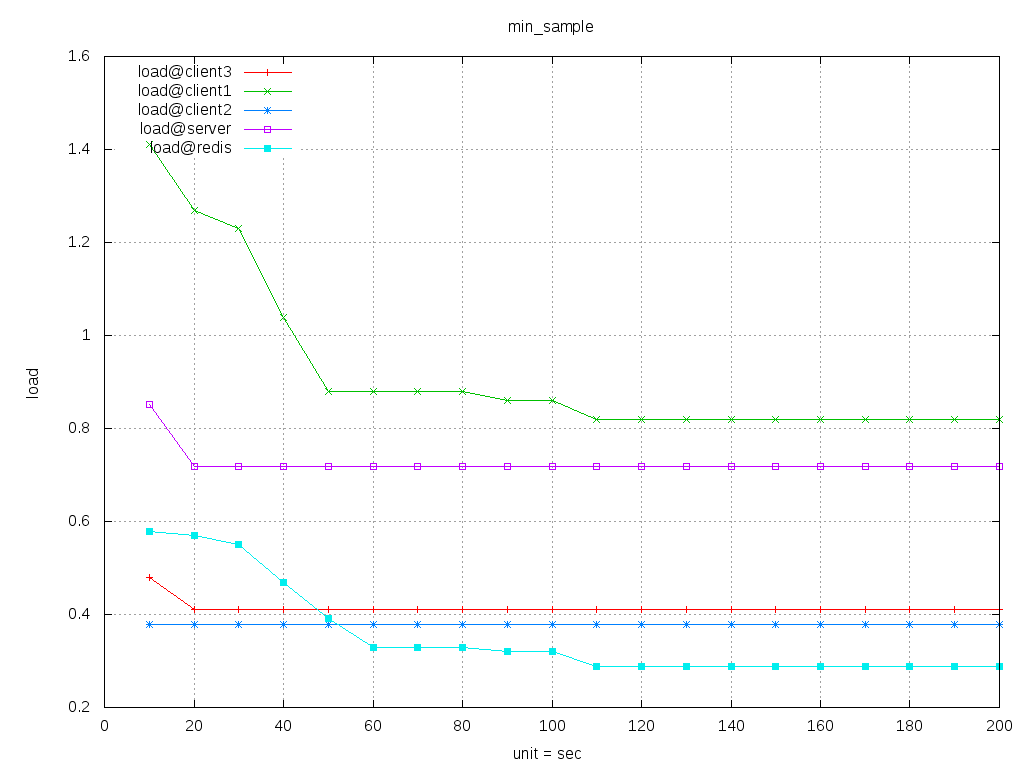 min_sample
1.6
1.4
1.2
1
0.8
0.6
0.4
0.2
load
load@client3
load@client1
load@client2
load@server
load@redis
0 20 40 60 80 100 120 140 160 180 200
unit = sec